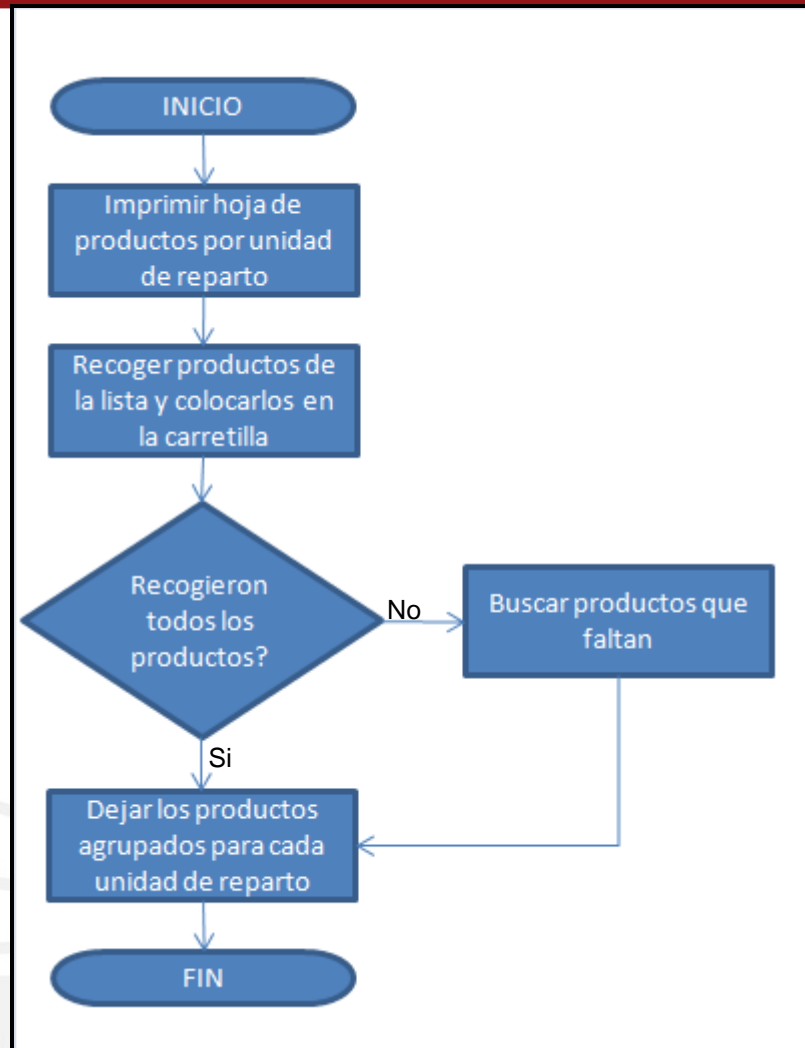 INICIO
Imprimir hoja de
productos por unidad
de reparto
Recoger productos de
la lista y colocarlos en
la carretilla
Recogieron
todos los
productos?
No
Buscar productos que
faltan
Si
Dejar los productos
agrupados para cada
unidad de reparto
FIN